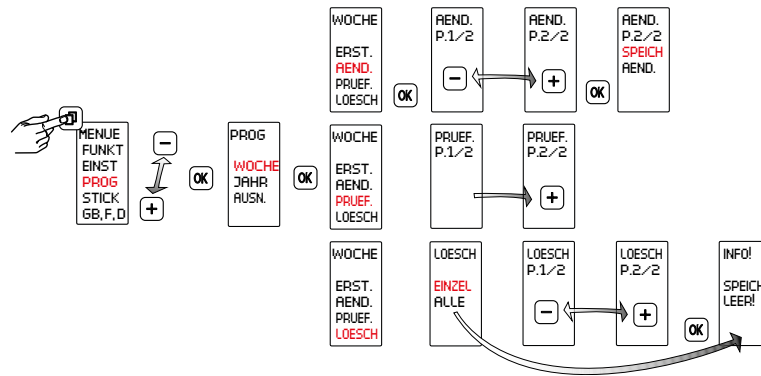 MENUE
FUNKT
EINST
PROG
STICK
GB,F,D
−
+
OK
PROG
WOCHE
JAHR
AUSN.
OK
WOCHE
ERST.
AEND.
PRUEF.
LOESCH
OK
AEND.
P.1/2
−
AEND.
P.2/2
+
OK
AEND.
P.2/2
SPEICH
AEND.
WOCHE
ERST.
AEND.
PRUEF.
LOESCH
PRUEF.
P.1/2
PRUEF.
P.2/2
+
WOCHE
ERST.
AEND.
PRUEF.
LOESCH
LOESCH
EINZEL
ALLE
LOESCH
P.1/2
−
LOESCH
P.2/2
+
OK
INFO!
SPEICH
LEER!